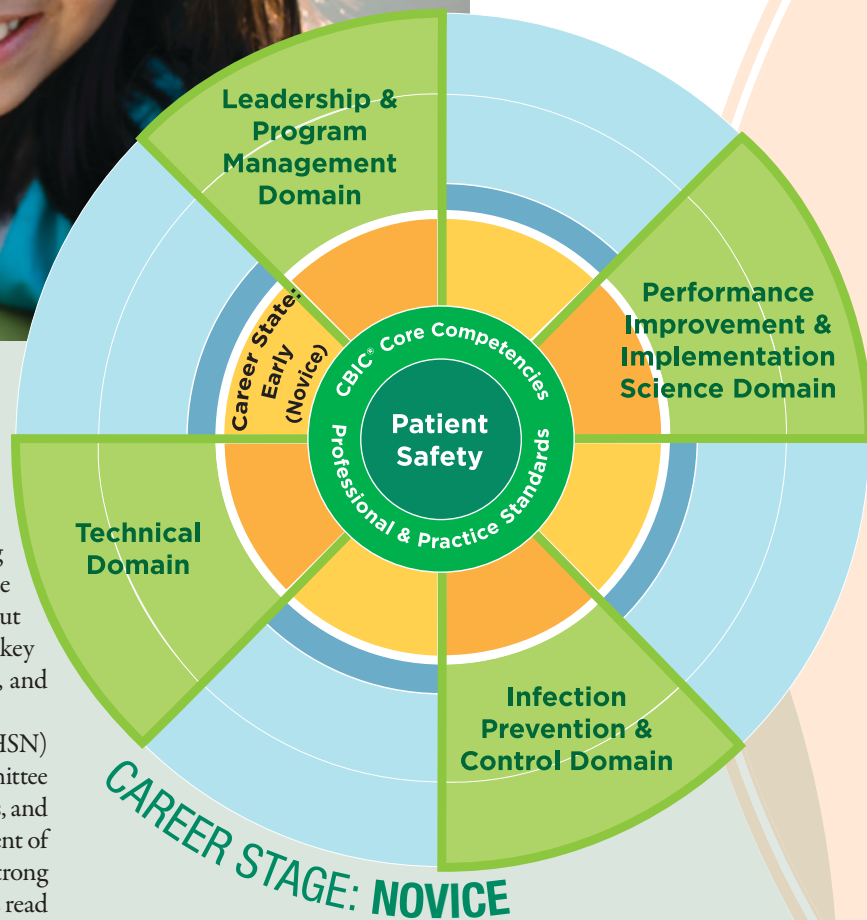 Leadership &
Program
Management
Domain
Performance
Improvement &
Implementation
Science Domain
Career State:
Early
(Novice)
CBIC® Core Competencies
Professional & Practice Standards
Patient
Safety
Technical
Domain
Infection
Prevention &
Control Domain
CAREER STAGE: NOVICE
key
, and
HSN)
mittee
, and
ent of
trong
read